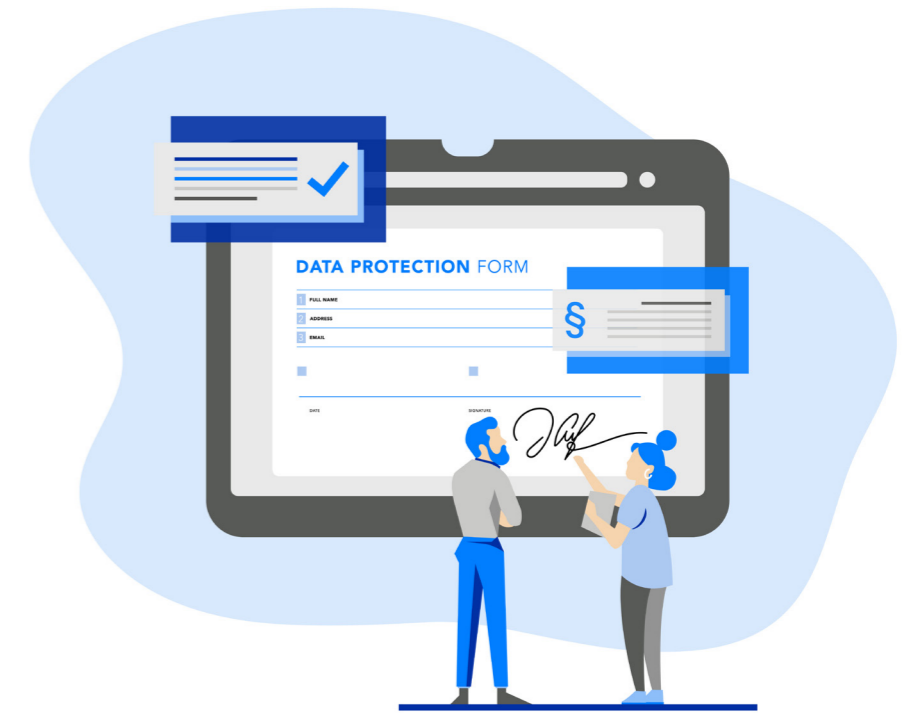 DATA PROTECTION FORM
1 FULL NAME
2 ADDRESS
3 EMAIL
§
DATE
SIGNATURE